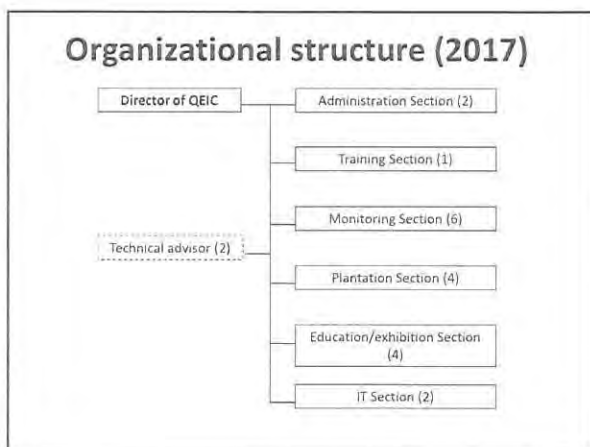 Organizational structure (2017)
Director of QEIC
Administration Section (2)
Training Section (1)
Monitoring Section (6)
Technical advisor (2)
Plantation Section (4)
Education/exhibition Section
(4)
IT Section (2)